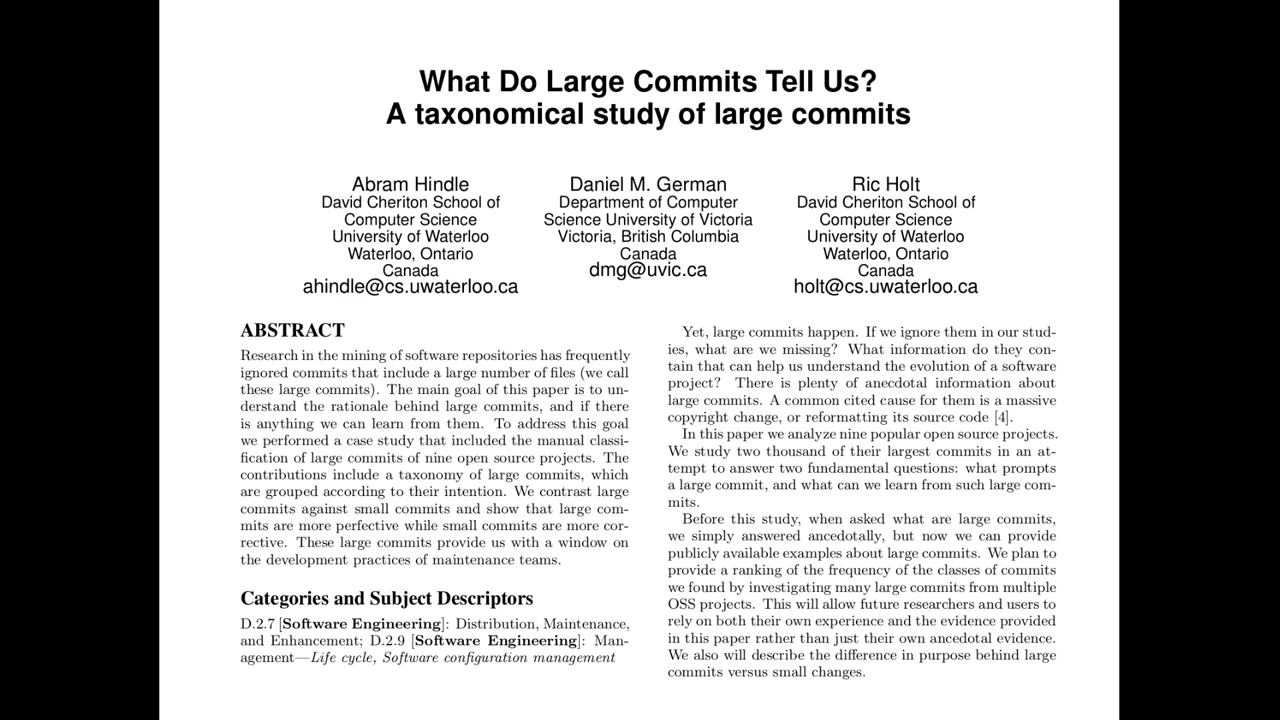 What Do Large Commits Tell Us?
A taxonomical study of large commits
Abram Hindle
David Cheriton School of
Computer Science
University of Waterloo
Waterloo, Ontario
Canada
ahindle@cs.uwaterloo.ca
Daniel M. German
Department of Computer
Science University of Victoria
Victoria, British Columbia
Canada
dmg@uvic.ca
Ric Holt
David Cheriton School of
Computer Science
University of Waterloo
Waterloo, Ontario
Canada
holt@cs.uwaterloo.ca
ABSTRACT
Research in the mining of software repositories has frequently
ignored commits that include a large number of files (we call
these large commits). The main goal of this paper is to un-
derstand the rationale behind large commits, and if there
is anything we can learn from them. To address this goal
we performed a case study that included the manual classi-
fication of large commits of nine open source projects. The
contributions include a taxonomy of large commits, which
are grouped according to their intention. We contrast large
commits against small commits and show that large com-
mits are more perfective while small commits are more cor-
rective. These large commits provide us with a window on
the development practices of maintenance teams.
Categories and Subject Descriptors
D.2.7 [Software Engineering]: Distribution, Maintenance,
and Enhancement; D.2.9 [Software Engineering]: Man-
agement—Life cycle, Software configuration management
Yet, large commits happen. If we ignore them in our stud-
ies, what are we missing? What information do they con-
tain that can help us understand the evolution of a software
project? There is plenty of anecdotal information about
large commits. A common cited cause for them is a massive
copyright change, or reformatting its source code [4].
In this paper we analyze nine popular open source projects.
We study two thousand of their largest commits in an at-
tempt to answer two fundamental questions: what prompts
a large commit, and what can we learn from such large com-
mits.
Before this study, when asked what are large commits,
we simply answered ancedotally, but now we can provide
publicly available examples about large commits. We plan to
provide a ranking of the frequency of the classes of commits
we found by investigating many large commits from multiple
OSS projects. This will allow future researchers and users to
rely on both their own experience and the evidence provided
in this paper rather than just their own ancedotal evidence.
We also will describe the difference in purpose behind large
commits versus small changes.